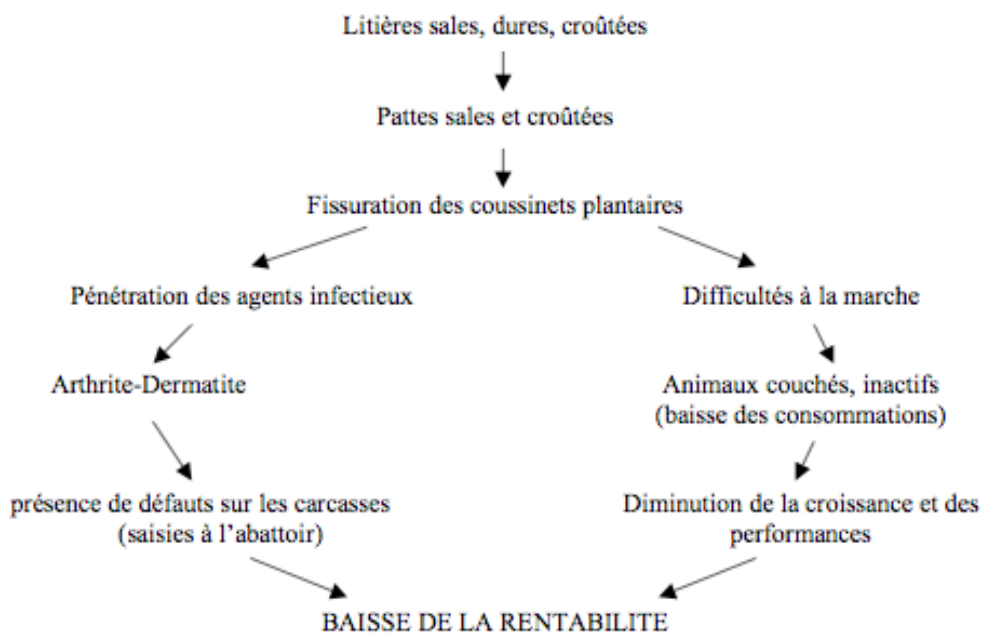 Litières sales, dures, croûtées
Pattes sales et croûtées
Fissuration des coussinets plantaires
Pénétration des agents infectieux
Difficultés à la marche
Arthrite-Dermatite
Animaux couchés, inactifs
(baisse des consommations)
présence de défauts sur les carcasses
(saisies à l'abattoir)
Diminution de la croissance et des
performances
BAISSE DE LA RENTABILITE